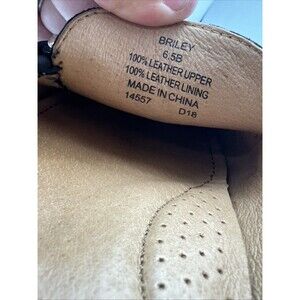 BRILEY
6.5B
100% LEATHER UPPER
100% LEATHER LINING
MADE IN CHINA
14557 D18